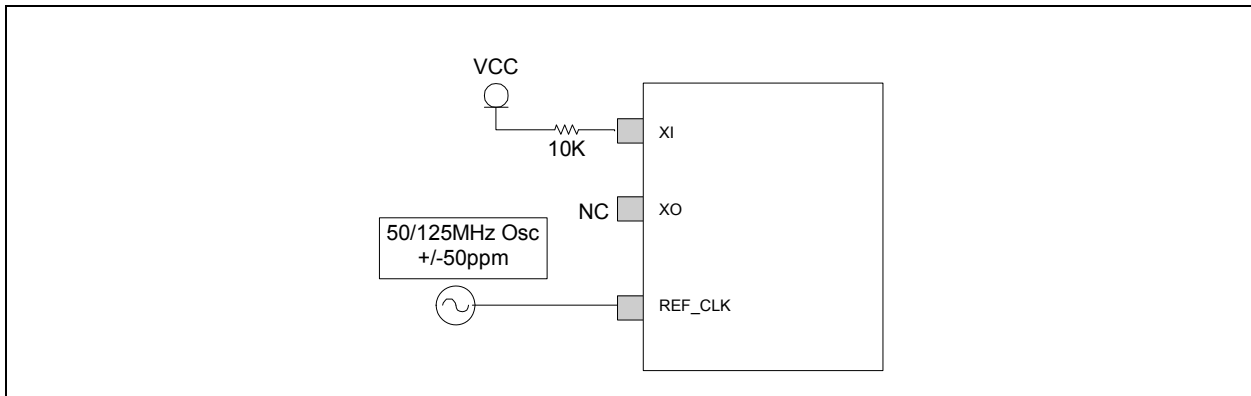 VCC
XI
10K
NC
XO
50/125MHz Osc
+/-50ppm
REF_CLK